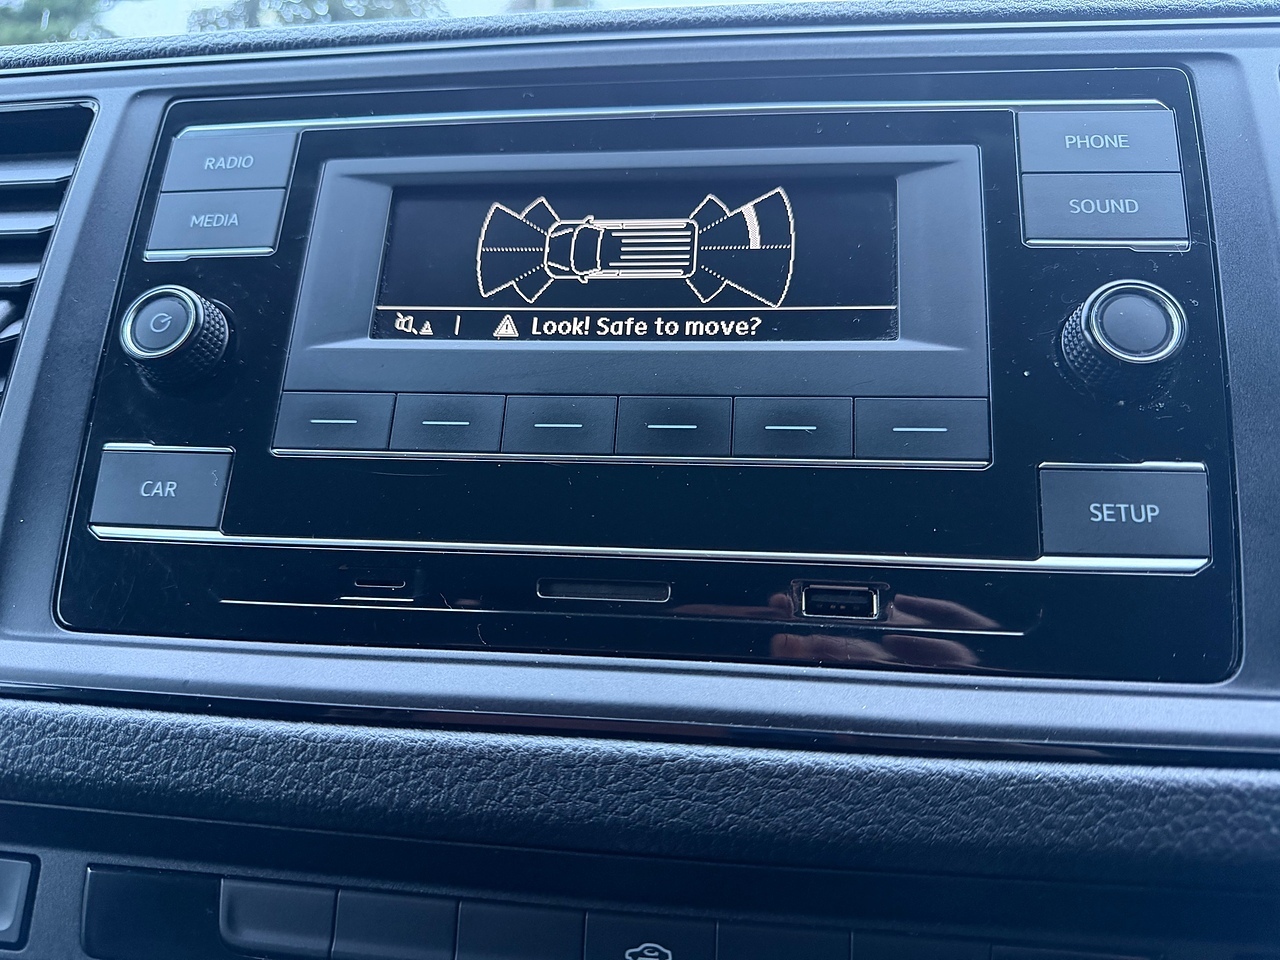 RADIO
MEDIA
PHONE
SOUND
Look! Safe to move?
CAR
SETUP